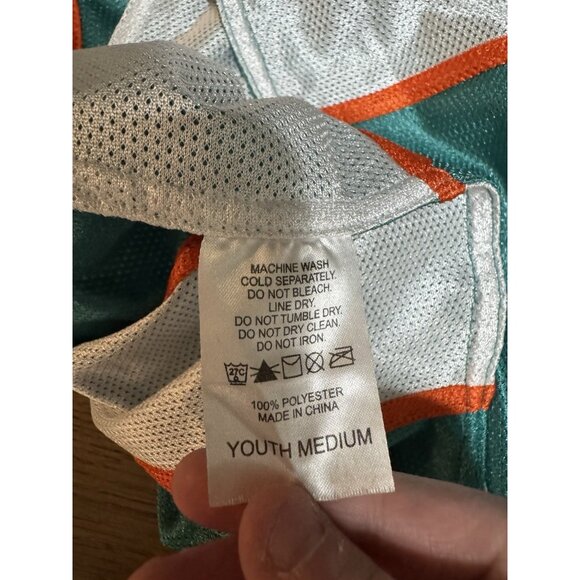 MACHINE WASH
COLD SEPARATELY.
DO NOT BLEACH.
LINE DRY.
DO NOT TUMBLE DRY.
DO NOT DRY CLEAN.
DO NOT IRON.
27C
100% POLYESTER
MADE IN CHINA
YOUTH MEDIUM